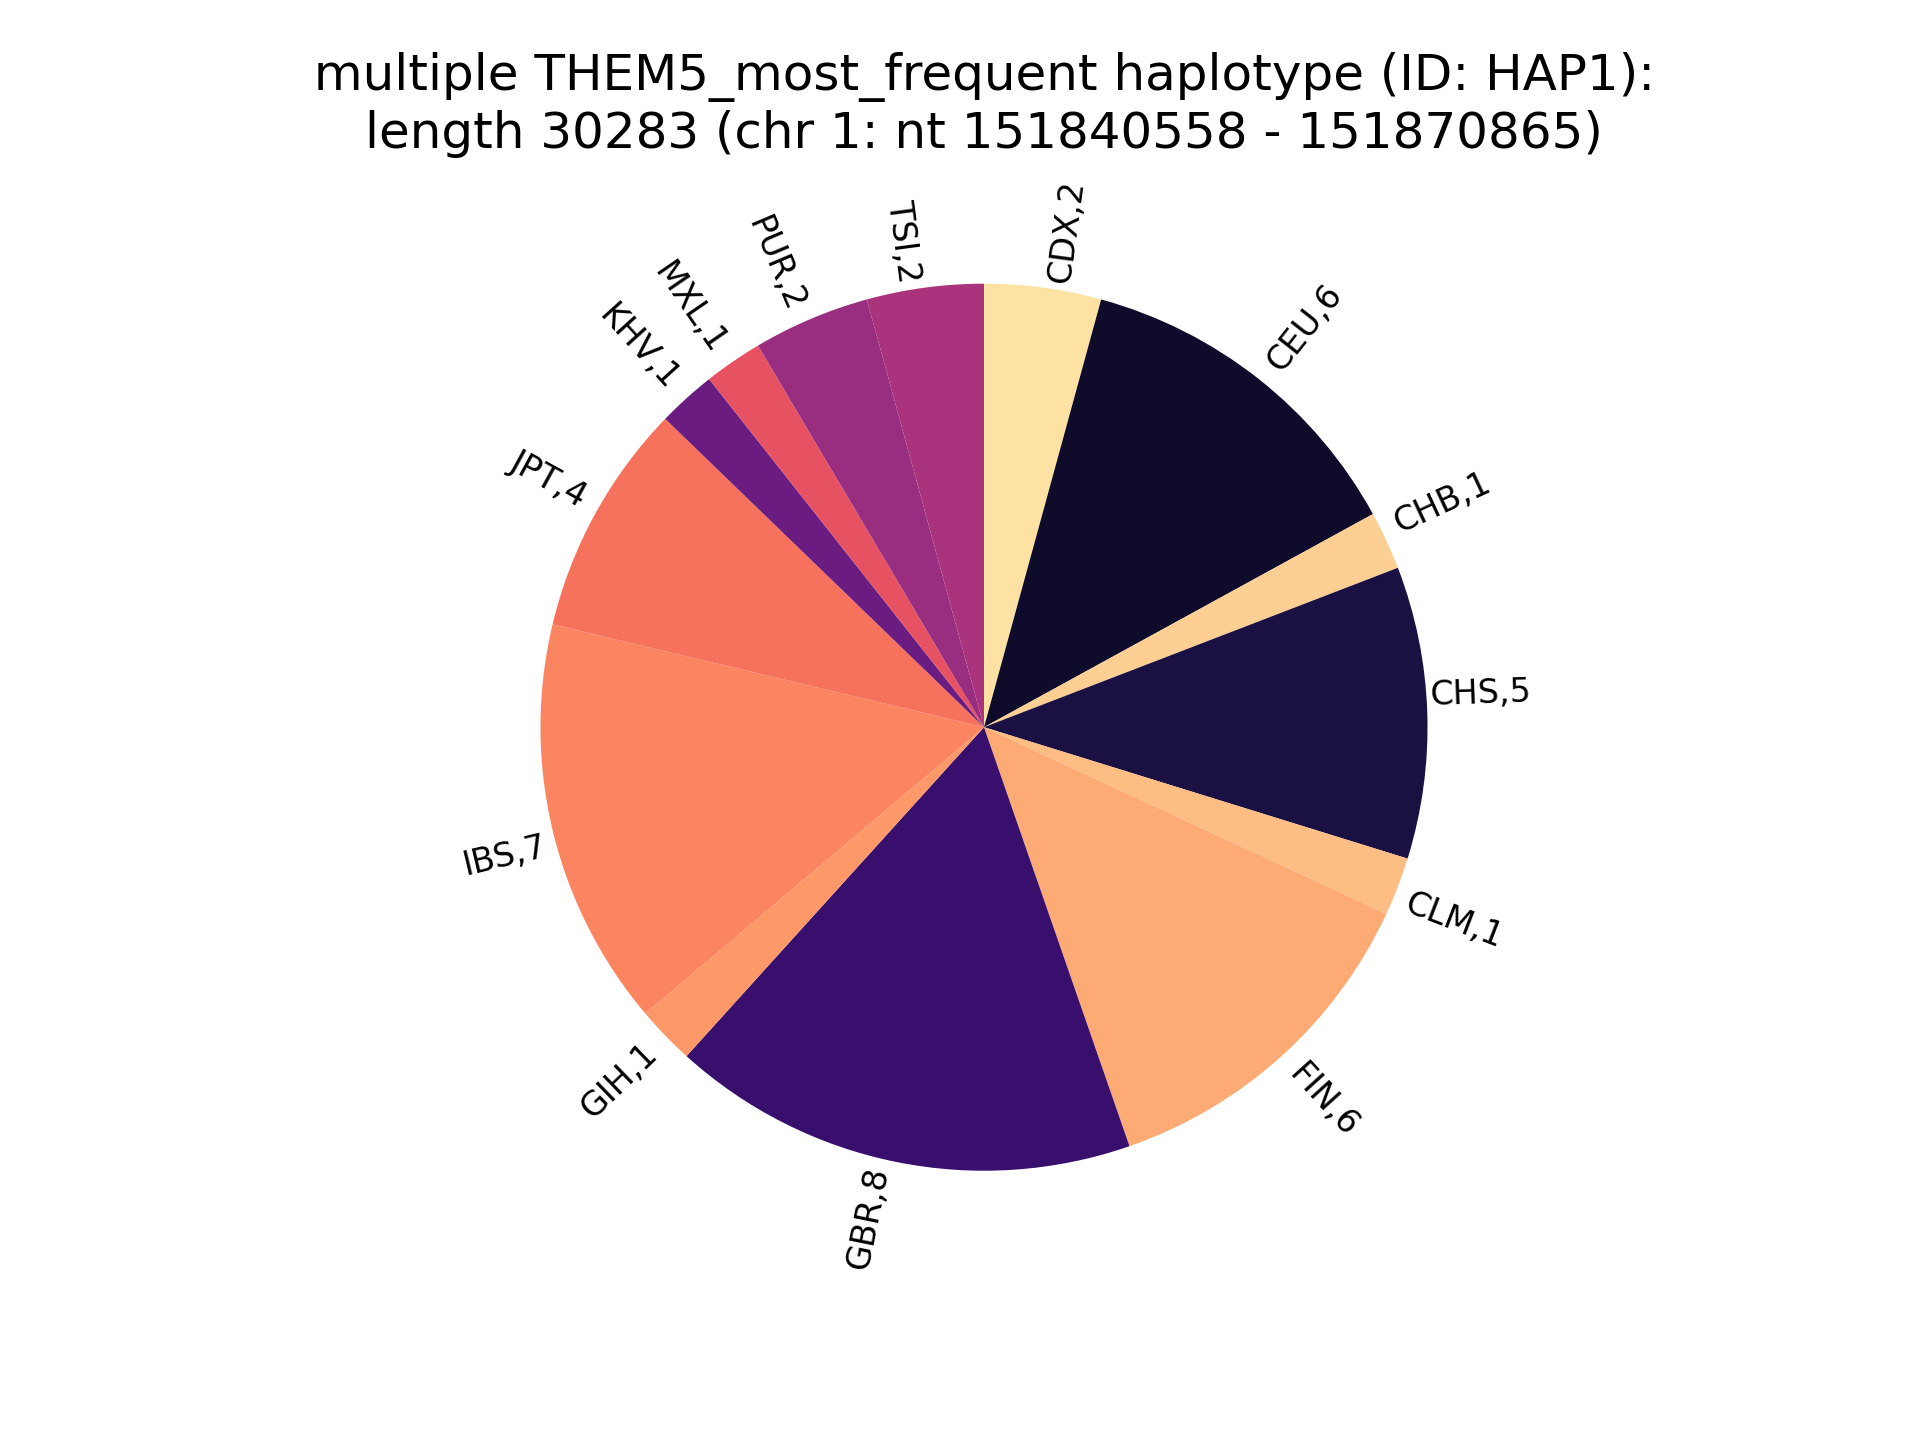 multiple THEM5_most_frequent haplotype (ID: HAP1):
length 30283 (chr 1: nt 151840558 - 151870865)
CDX,2
CEU,6
CHB,1
CHS,5
CLM,1
FIN,6
GBR,8
GIH,1
IBS,7
JPT,4
KHV,1
MXL,1
PUR,2
TSI,2